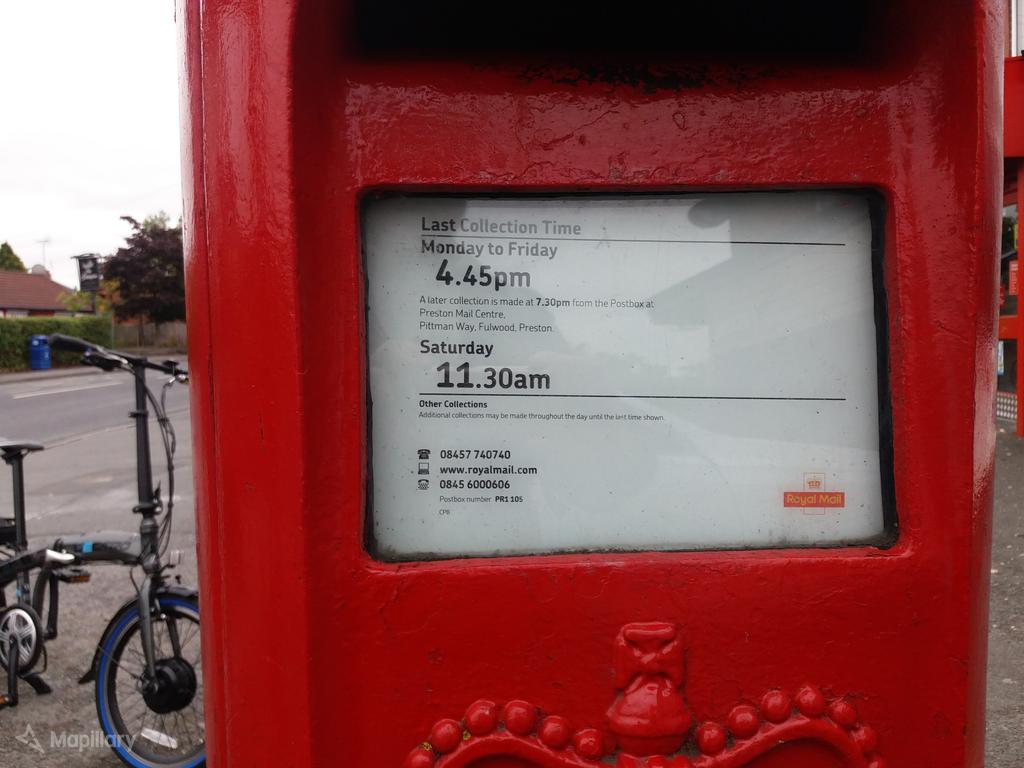 Last Collection Time
Monday to Friday
4.45pm
A later collection is made at 7.30pm from the Postbox at
Preston Mail Centre,
Pittman Way, Fulwood, Preston.
Saturday
11.30am
Other Collections
Additional collections may be made throughout the day until the last time shown.
08457 740740
www.royalmail.com
0845 6000606
Postbox number PR1 105
CPB
Royal Mail
Mapillary